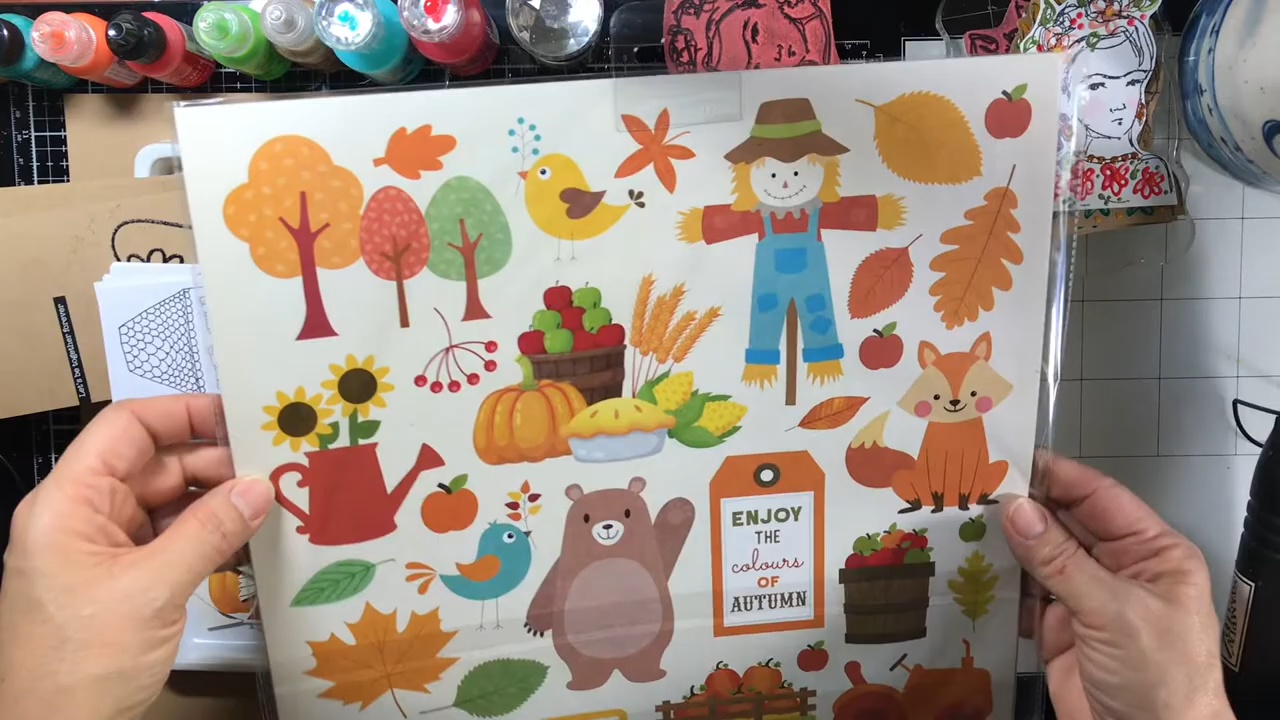 Let's be together forever
ENJOY
THE
colours
OF
AUTUMN